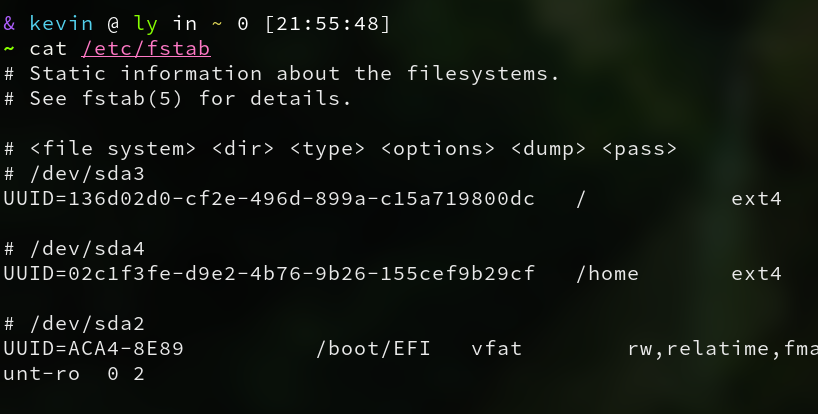 & kevin @ ly in ~ 0 [21:55:48]
~ cat /etc/fstab
# Static information about the filesystems.
# See fstab(5) for details.
# <file system> <dir> <type> <options> <dump> <pass>
# /dev/sda3
UUID=136d02d0-cf2e-496d-899a-c15a719800dc / ext4
# /dev/sda4
UUID=02c1f3fe-d9e2-4b76-9b26-155cef9b29cf /home ext4
# /dev/sda2
UUID=ACA4-8E89 /boot/EFI vfat rw,relatime,fma
unt-ro 0 2